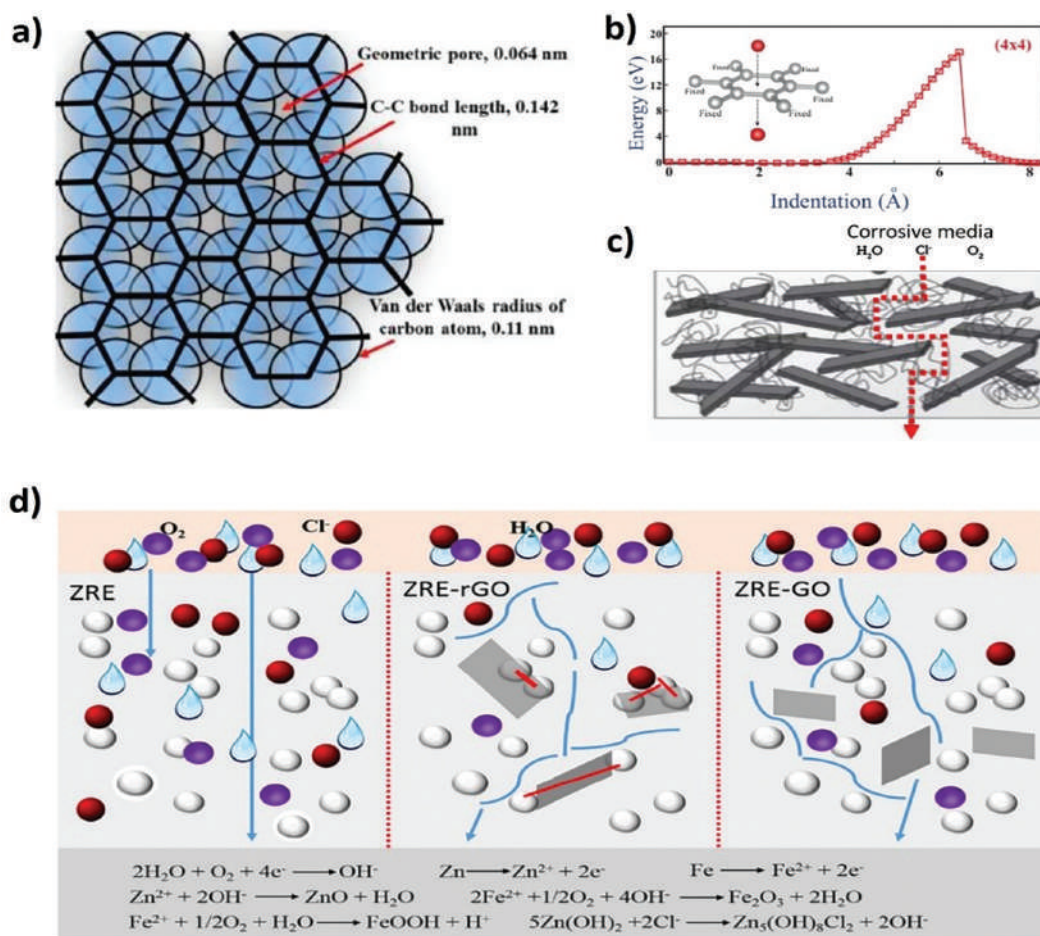 a)
Geometric pore, 0.064 nm
C-C bond length, 0.142
nm
Van der Waals radius of
carbon atom, 0.11 nm
b)
Energy (eV)
20
16
12
8
4
0
(4x4)
Fixed
Fixed
Fixed
Fixed
Fixed
Fixed
0 2 4 6 8
Indentation (Å)
c)
Corrosive media
H₂O Cl⁻ O₂
d)
O₂ Cl⁻ H₂O
ZRE
ZRE-rGO
ZRE-GO
2H₂O + O₂ + 4e⁻ → OH⁻ Zn → Zn²⁺ + 2e⁻ Fe → Fe²⁺ + 2e⁻
Zn²⁺ + 2OH⁻ → ZnO + H₂O 2Fe²⁺ +1/2O₂ + 4OH⁻ → Fe₂O₃ + 2H₂O
Fe²⁺ + 1/2O₂ + H₂O → FeOOH + H⁺ 5Zn(OH)₂ +2Cl⁻ → Zn₅(OH)₈Cl₂ + 2OH⁻